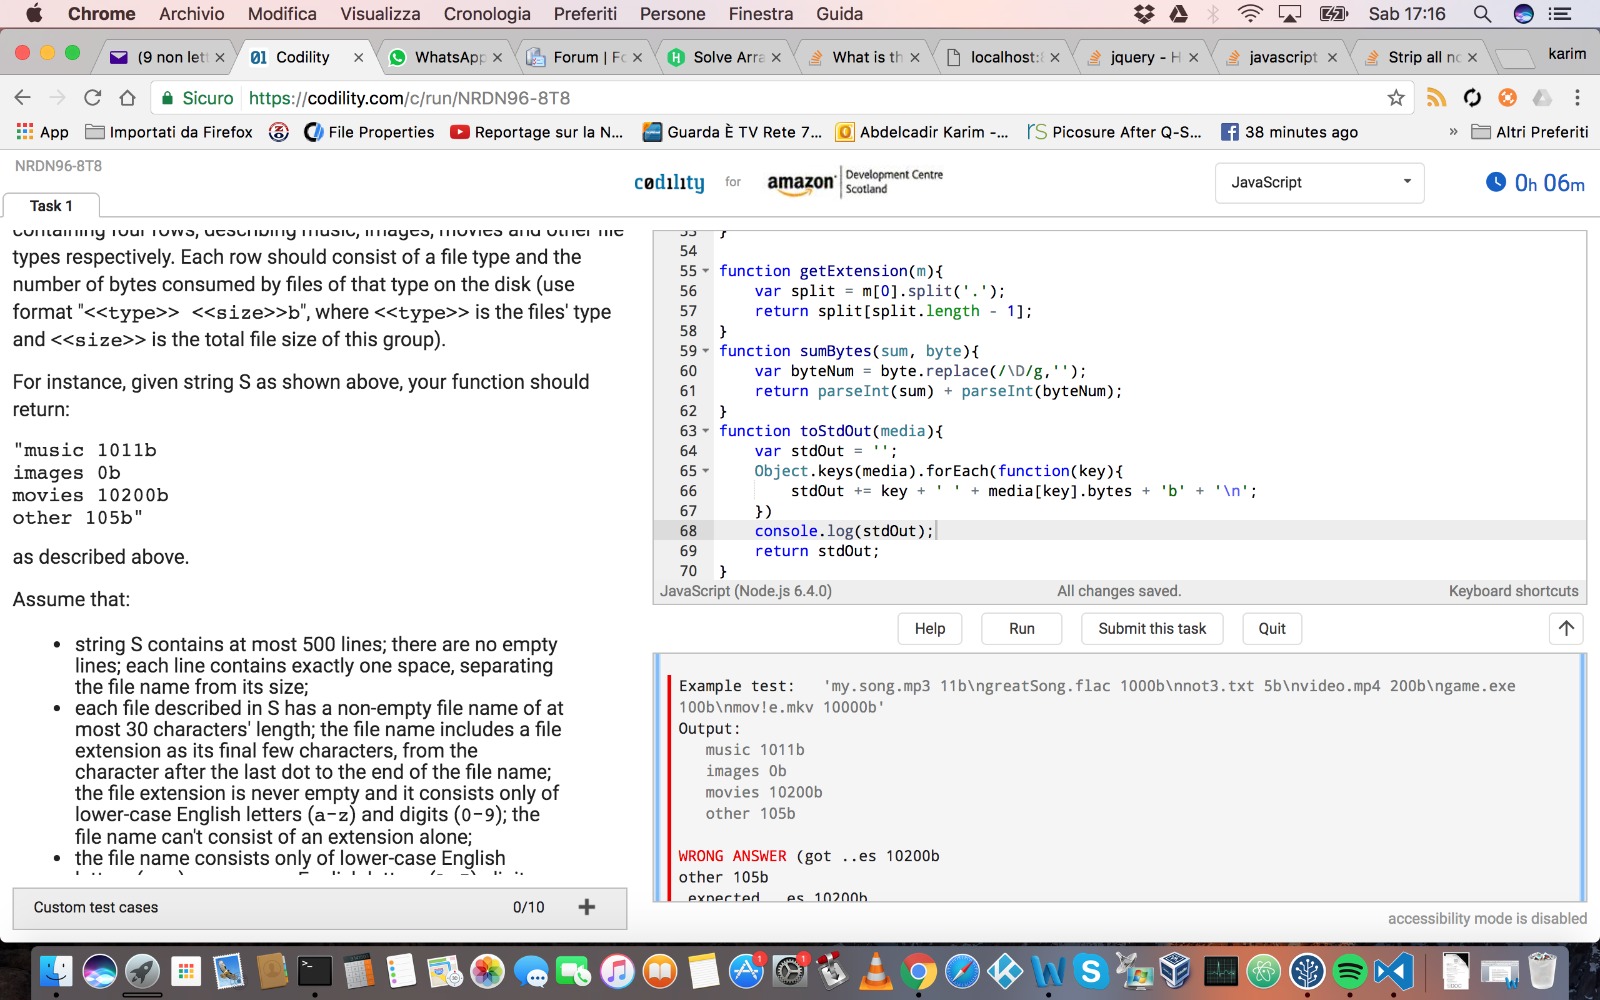 Chrome Archivio Modifica Visualizza Cronologia Preferiti Persone Finestra Guida Sab 17:16
(9 non let Codility WhatsApp Forum | Fo Solve Arra What is th localhost: jquery - H javascript Strip all no karim
Sicuro https://codility.com/c/run/NRDN96-8T8
App Importati da Firefox File Properties Reportage sur la N... Guarda È TV Rete 7... Abdelcadir Karim -... rS Picosure After Q-S... 38 minutes ago » Altri Preferiti
NRDN96-8T8
codility for amazon Development Centre Scotland
JavaScript
0h 06m
Task 1
containing four rows, describing music, images, movies and other file
types respectively. Each row should consist of a file type and the
number of bytes consumed by files of that type on the disk (use
format "<<type>> <<size>>b", where <<type>> is the files' type
and <<size>> is the total file size of this group).
For instance, given string S as shown above, your function should
return:
"music 1011b
images 0b
movies 10200b
other 105b"
as described above.
Assume that:
• string S contains at most 500 lines; there are no empty
lines; each line contains exactly one space, separating
the file name from its size;
• each file described in S has a non-empty file name of at
most 30 characters' length; the file name includes a file
extension as its final few characters, from the
character after the last dot to the end of the file name;
the file extension is never empty and it consists only of
lower-case English letters (a-z) and digits (0-9); the
file name can't consist of an extension alone;
• the file name consists only of lower-case English
Custom test cases 0/10 +
53 }
54
55 function getExtension(m){
56 var split = m[0].split('.');
57 return split[split.length - 1];
58 }
59 function sumBytes(sum, byte){
60 var byteNum = byte.replace(/\D/g,'');
61 return parseInt(sum) + parseInt(byteNum);
62 }
63 function toStdOut(media){
64 var stdOut = '';
65 Object.keys(media).forEach(function(key){
66 stdOut += key + ' ' + media[key].bytes + 'b' + '\n';
67 })
68 console.log(stdOut);
69 return stdOut;
70 }
JavaScript (Node.js 6.4.0) All changes saved. Keyboard shortcuts
Help Run Submit this task Quit
Example test: 'my.song.mp3 11b\ngreatSong.flac 1000b\nnot3.txt 5b\nvideo.mp4 200b\ngame.exe
100b\nmov!e.mkv 10000b'
Output:
music 1011b
images 0b
movies 10200b
other 105b
WRONG ANSWER (got ..es 10200b
other 105b
expected ..es 10200b
accessibility mode is disabled